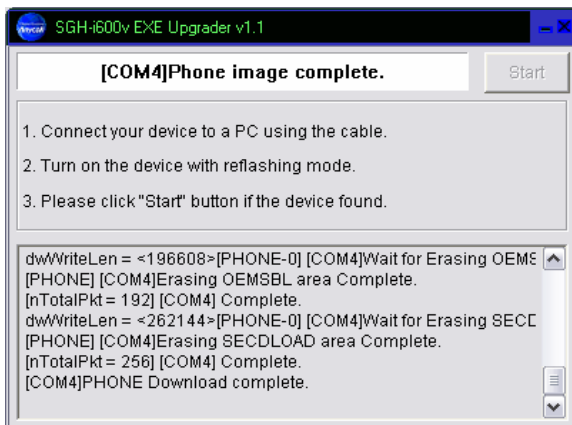 Anycall SGH-i600v EXE Upgrader v1.1
[COM4]Phone image complete.
Start
1. Connect your device to a PC using the cable.
2. Turn on the device with reflashing mode.
3. Please click "Start" button if the device found.
dwWriteLen = <196608>[PHONE-0] [COM4]Wait for Erasing OEMS
[PHONE] [COM4]Erasing OEMSBL area Complete.
[nTotalPkt = 192] [COM4] Complete.
dwWriteLen = <262144>[PHONE-0] [COM4]Wait for Erasing SECD
[PHONE] [COM4]Erasing SECDLOAD area Complete.
[nTotalPkt = 256] [COM4] Complete.
[COM4]PHONE Download complete.